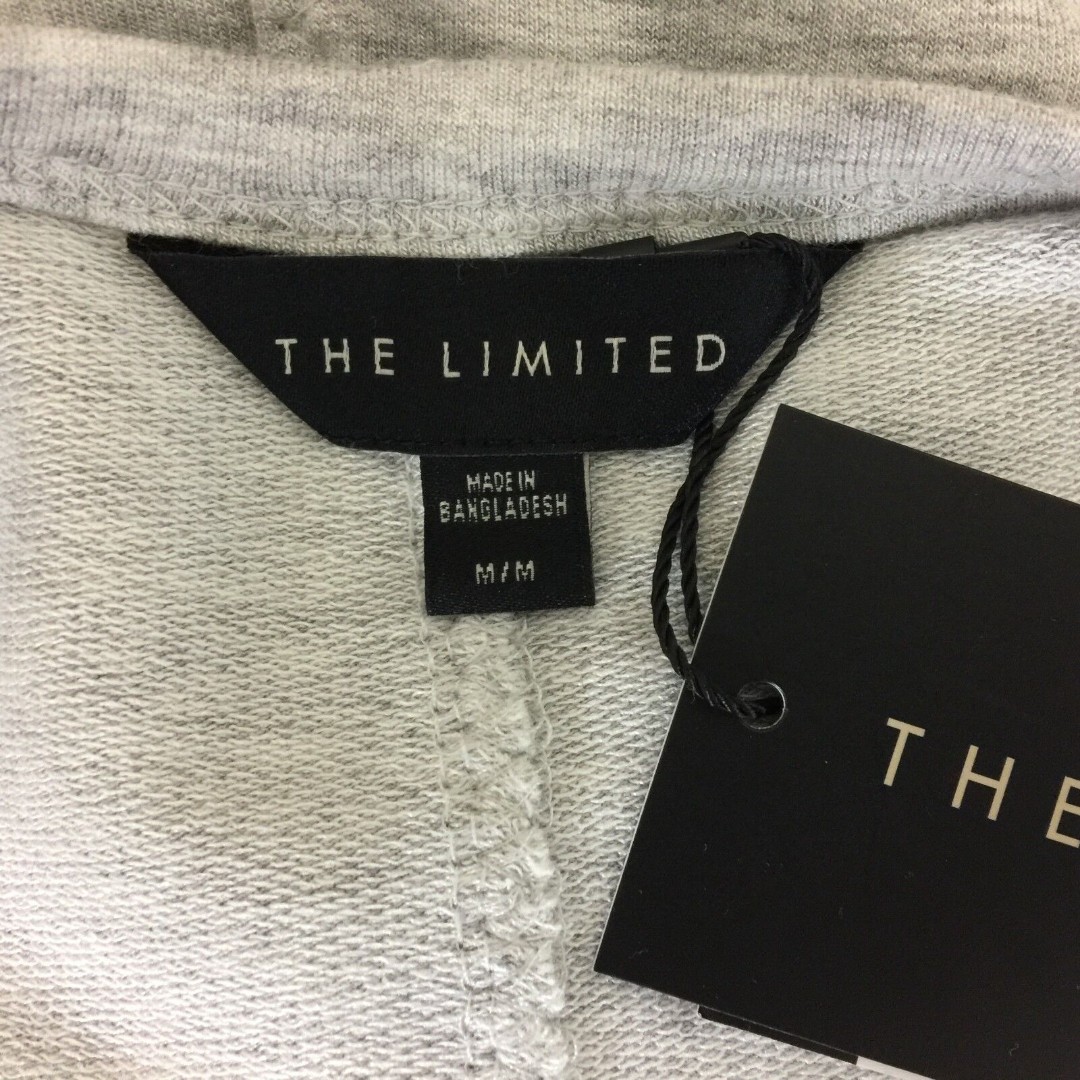 THE LIMITED
MADE IN
BANGLADESH
M/M
THE